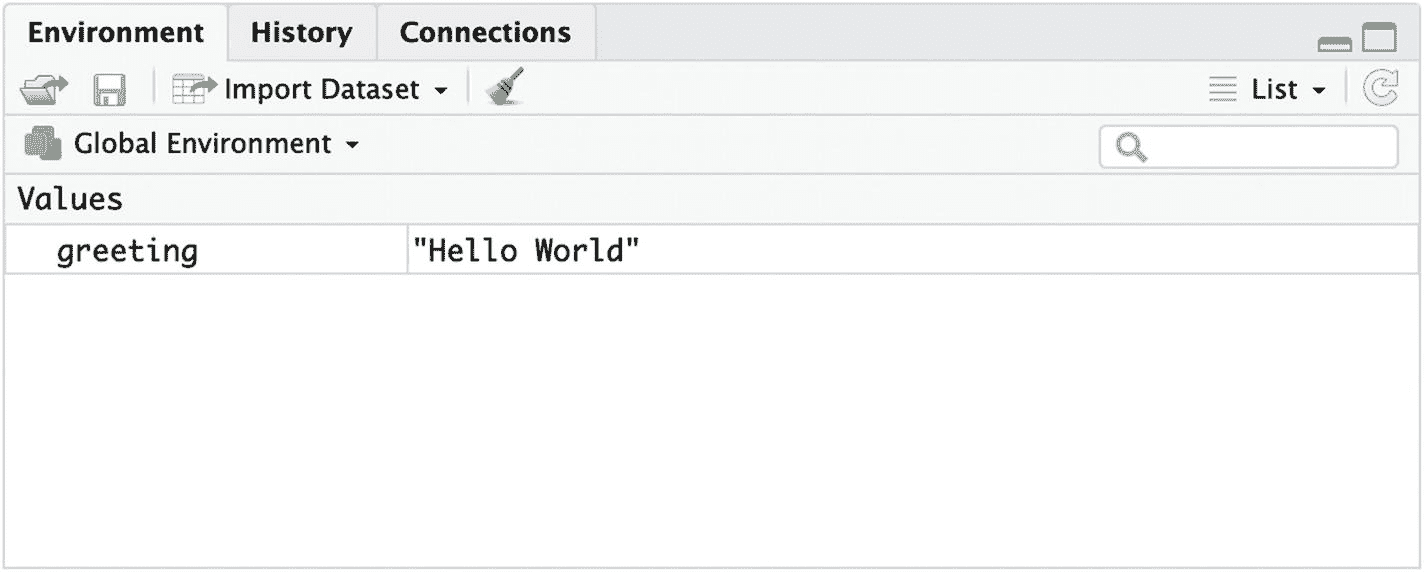 Environment History Connections
Import Dataset List
Global Environment
Values
greeting "Hello World"